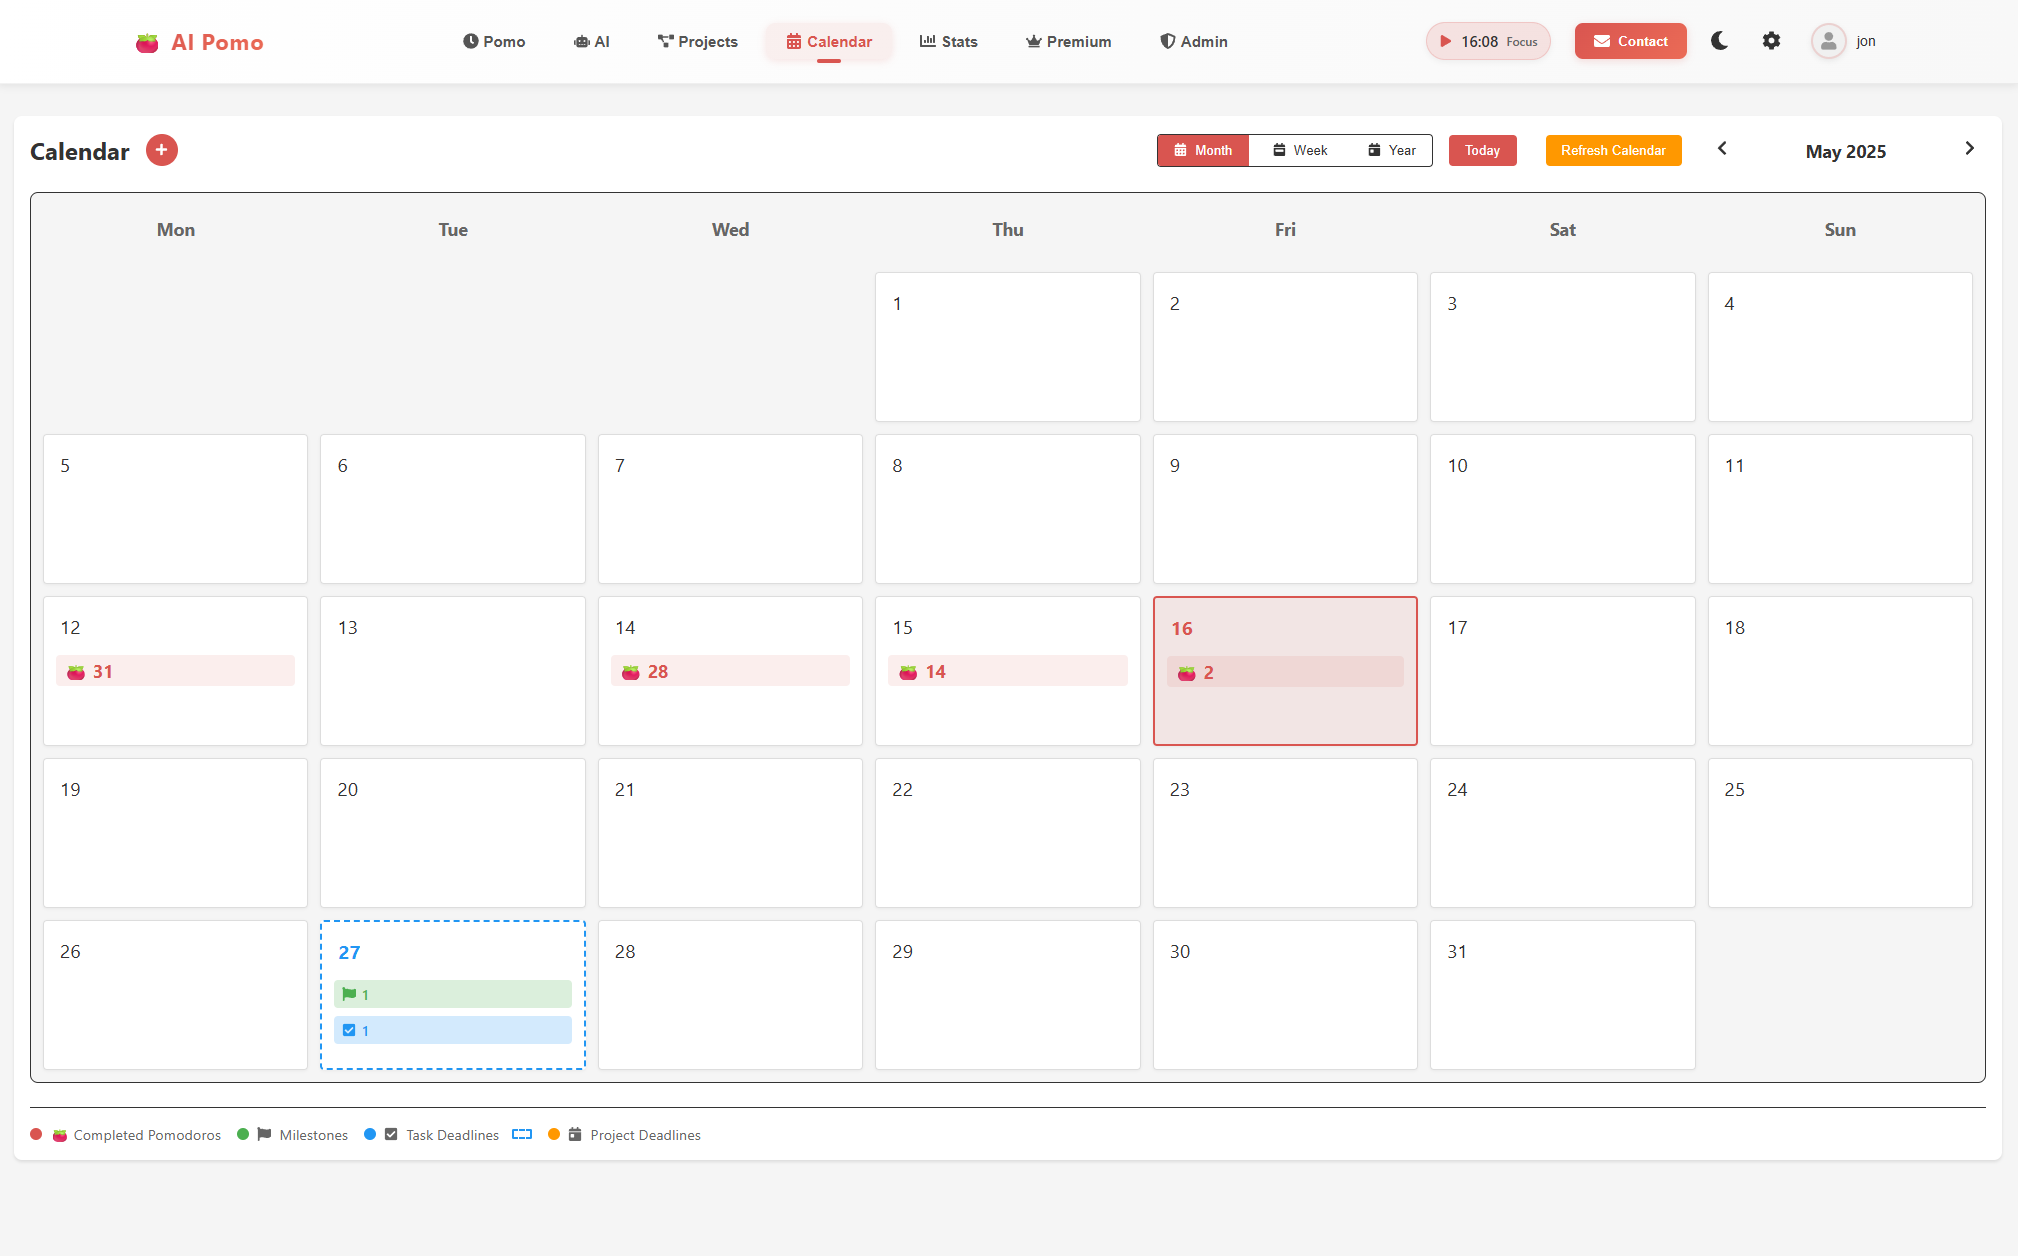 AI Pomo
Pomo
AI
Projects
Calendar
Stats
Premium
Admin
16:08 Focus
Contact
jon
Calendar
Month
Week
Year
Today
Refresh Calendar
May 2025
Mon Tue Wed Thu Fri Sat Sun
1 2 3 4
5 6 7 8 9 10 11
12 13 14 15 16 17 18
31 28 14 2
19 20 21 22 23 24 25
26 27 28 29 30 31
1
1
Completed Pomodoros Milestones Task Deadlines Project Deadlines